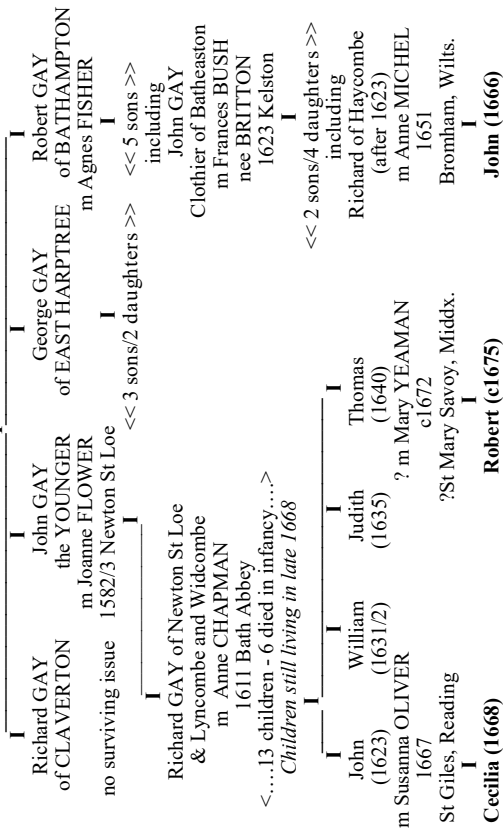 Richard GAY
of CLAVERTON
no surviving issue
John GAY
the YOUNGER
m Joanne FLOWER
1582/3 Newton St Loe
George GAY
of EAST HARPTREE
<< 3 sons/2 daughters >>
Robert GAY
of BATHAMPTON
m Agnes FISHER
<< 5 sons >>
including
John GAY
Clothier of Batheaston
m Frances BUSH
nee BRITTON
1623 Kelston
Richard GAY of Newton St Loe
& Lyncombe and Widcombe
m Anne CHAPMAN
1611 Bath Abbey
<....13 children - 6 died in infancy....>
Children still living in late 1668
<< 2 sons/4 daughters >>
including
Richard of Haycombe
(after 1623)
m Anne MICHEL
1651
Bromham, Wilts.
John (1666)
John
(1623)
m Susanna OLIVER
1667
St Giles, Reading
Cecilia (1668)
William
(1631/2)
Judith
(1635)
Thomas
(1640)
? m Mary YEAMAN
c1672
?St Mary Savoy, Middx.
Robert (c1675)